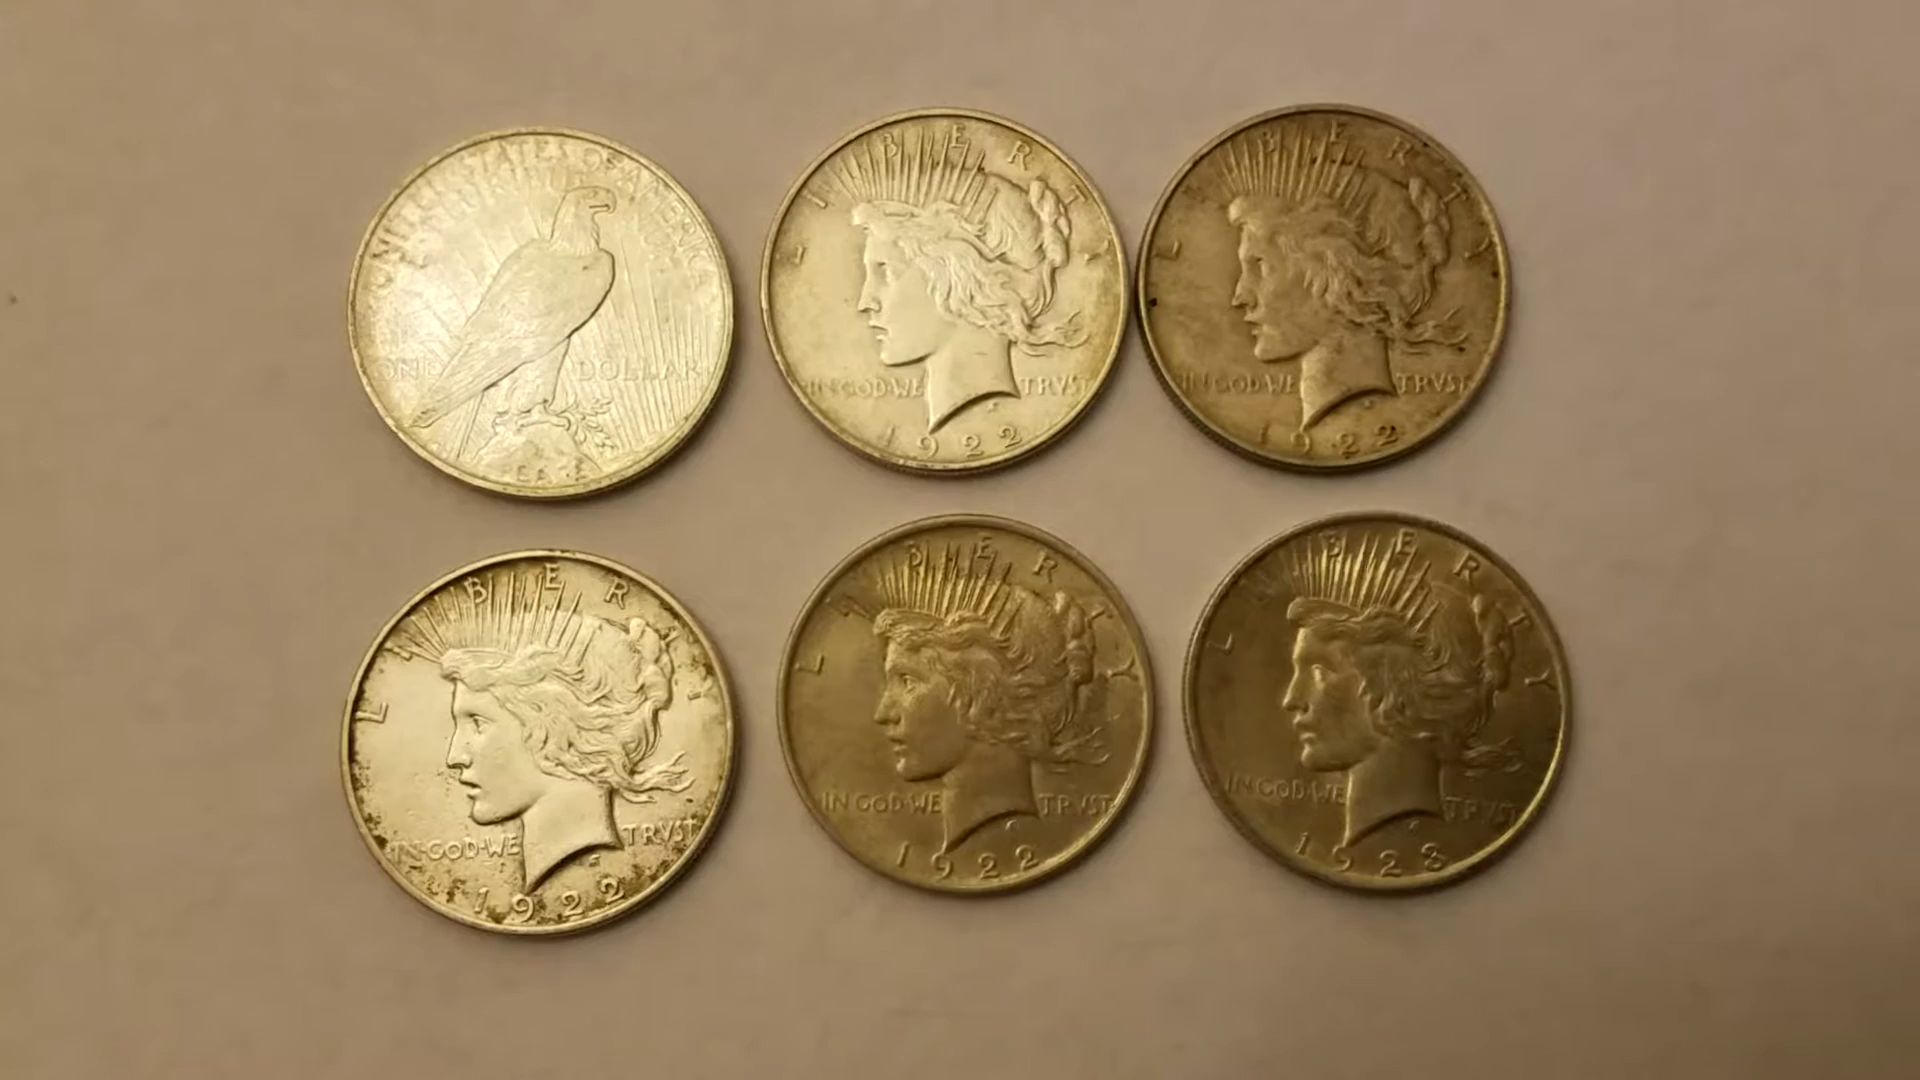 UNITED STATES OF AMERICA
ONE DOLLAR
PEACE
LIBERTY
IN GOD WE TRVST
1922
LIBERTY
IN GOD WE TRVST
1922
LIBERTY
IN GOD WE TRVST
1922
LIBERTY
IN GOD WE TRVST
1922
LIBERTY
IN GOD WE TRVST
1923